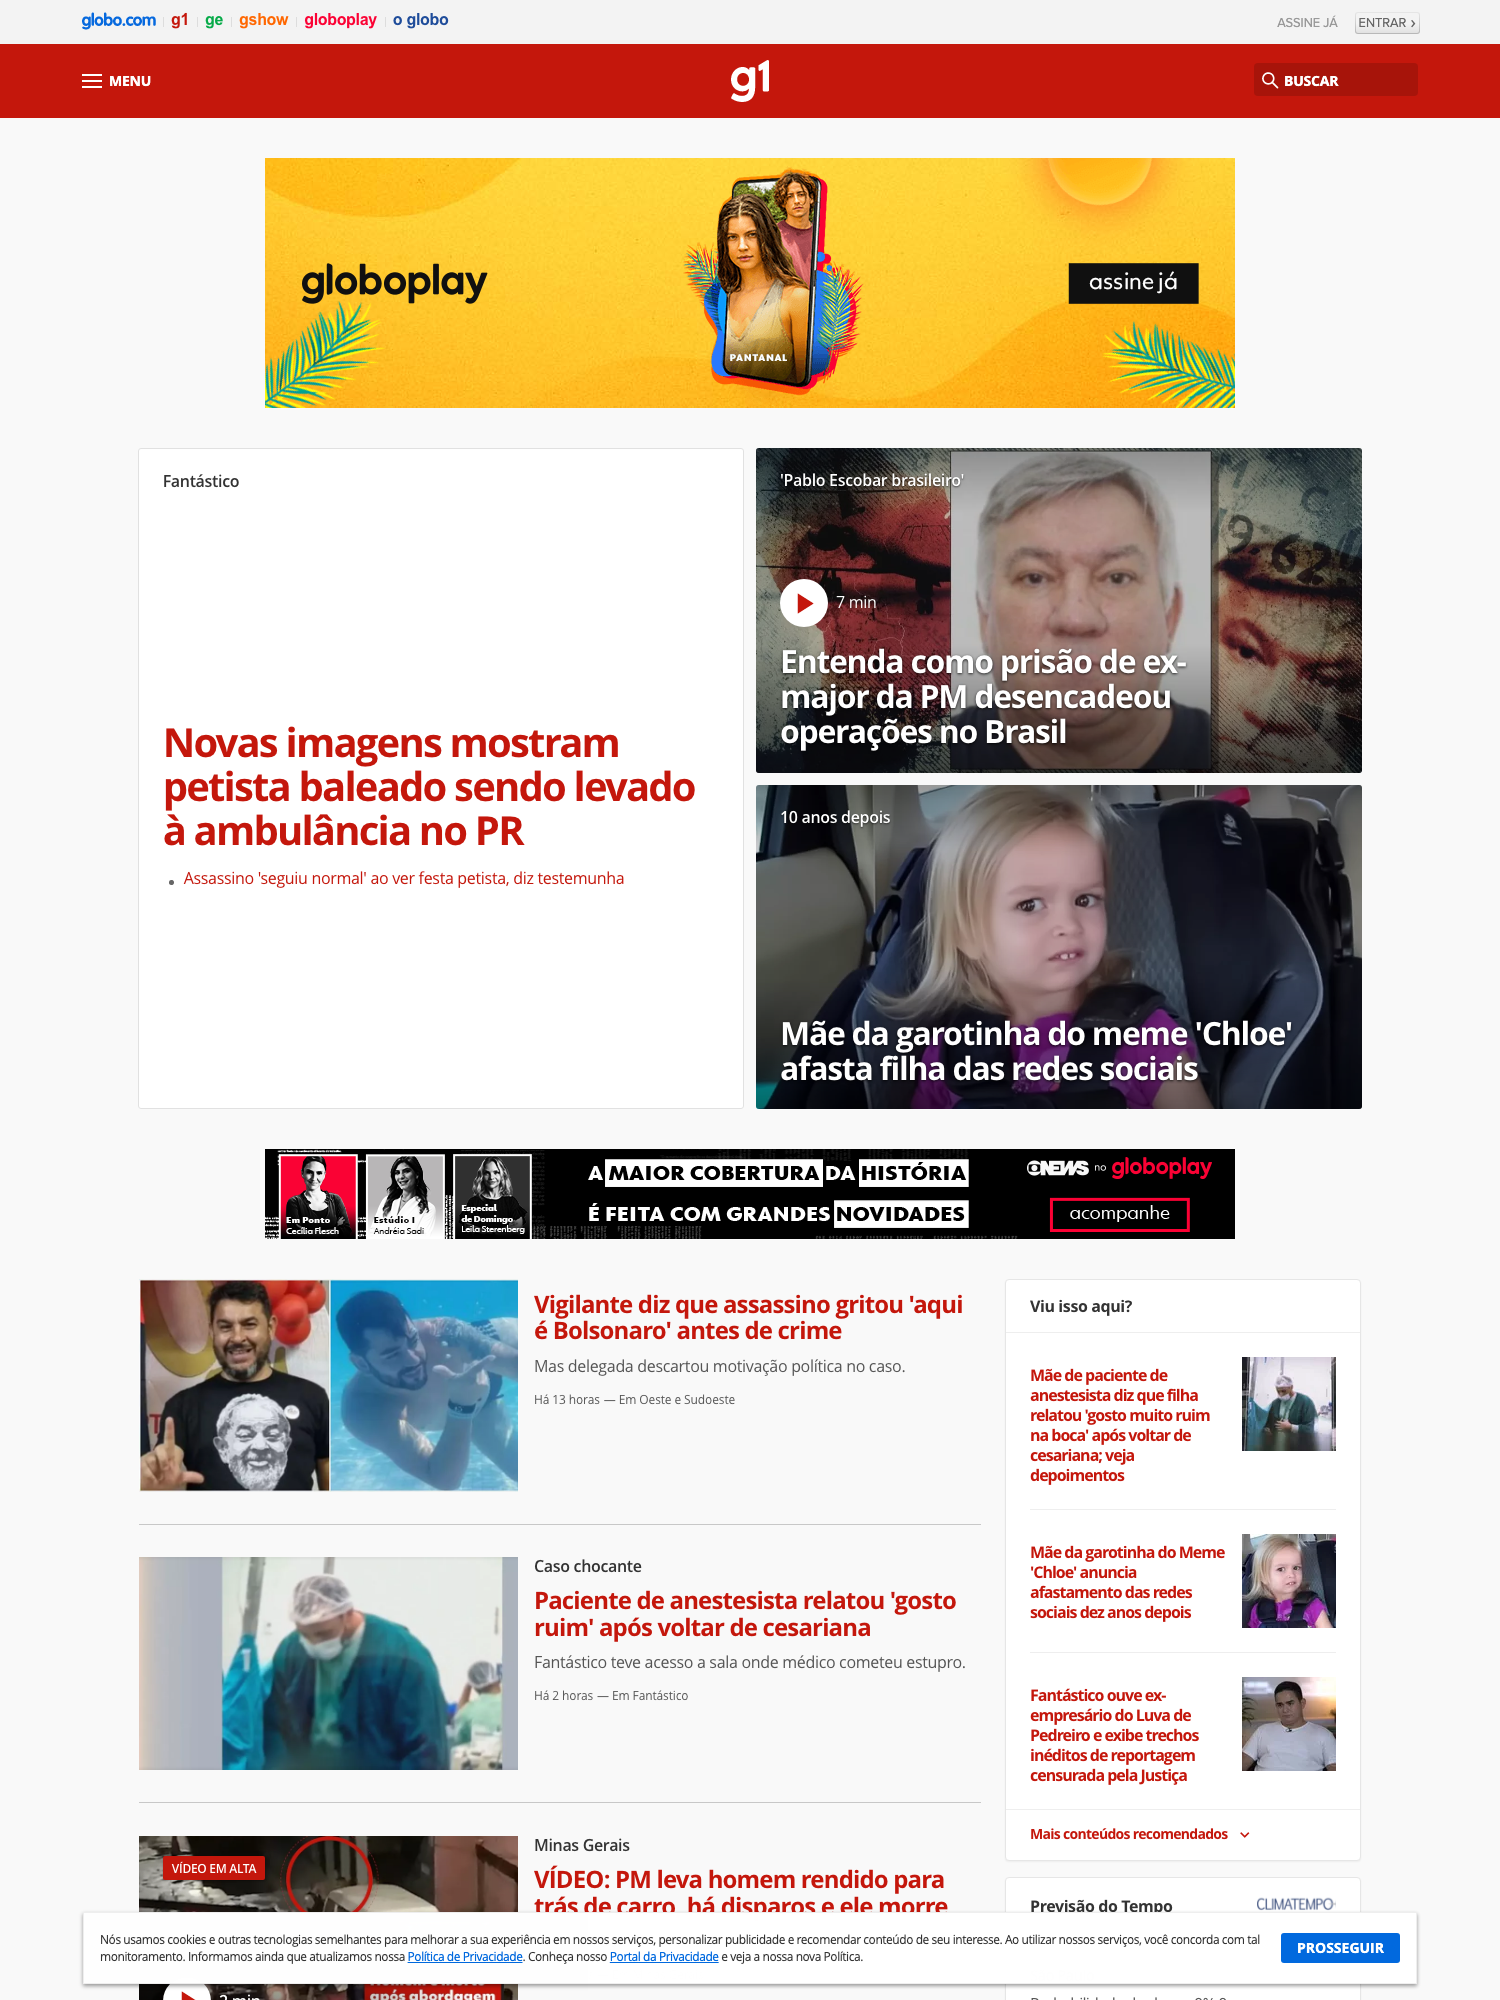 globo.com
g1
ge
gshow
globoplay
o globo
ASSINE JÁ
ENTRAR ›
MENU
g1
BUSCAR
globoplay
PANTANAL
assine já
Fantástico
Novas imagens mostram
petista baleado sendo levado
à ambulância no PR
Assassino 'seguiu normal' ao ver festa petista, diz testemunha
'Pablo Escobar brasileiro'
7 min
Entenda como prisão de ex-
major da PM desencadeou
operações no Brasil
10 anos depois
Mãe da garotinha do meme 'Chloe'
afasta filha das redes sociais
Em Ponto
Cecília Flesch
Estúdio I
Andréia Sadi
Especial
de Domingo
Leila Sterenberg
A MAIOR COBERTURA DA HISTÓRIA
É FEITA COM GRANDES NOVIDADES
GNEWS no globoplay
acompanhe
Vigilante diz que assassino gritou 'aqui
é Bolsonaro' antes de crime
Mas delegada descartou motivação política no caso.
Há 13 horas — Em Oeste e Sudoeste
Caso chocante
Paciente de anestesista relatou 'gosto
ruim' após voltar de cesariana
Fantástico teve acesso a sala onde médico cometeu estupro.
Há 2 horas — Em Fantástico
VÍDEO EM ALTA
Minas Gerais
VÍDEO: PM leva homem rendido para
trás de carro, há disparos e ele morre
Viu isso aqui?
Mãe de paciente de
anestesista diz que filha
relatou 'gosto muito ruim
na boca' após voltar de
cesariana; veja
depoimentos
Mãe da garotinha do Meme
'Chloe' anuncia
afastamento das redes
sociais dez anos depois
Fantástico ouve ex-
empresário do Luva de
Pedreiro e exibe trechos
inéditos de reportagem
censurada pela Justiça
Mais conteúdos recomendados
Previsão do Tempo
CLIMATEMPO
Nós usamos cookies e outras tecnologias semelhantes para melhorar a sua experiência em nossos serviços, personalizar publicidade e recomendar conteúdo de seu interesse. Ao utilizar nossos serviços, você concorda com tal
monitoramento. Informamos ainda que atualizamos nossa Política de Privacidade. Conheça nosso Portal da Privacidade e veja a nossa nova Política.
PROSSEGUIR
após abordagem